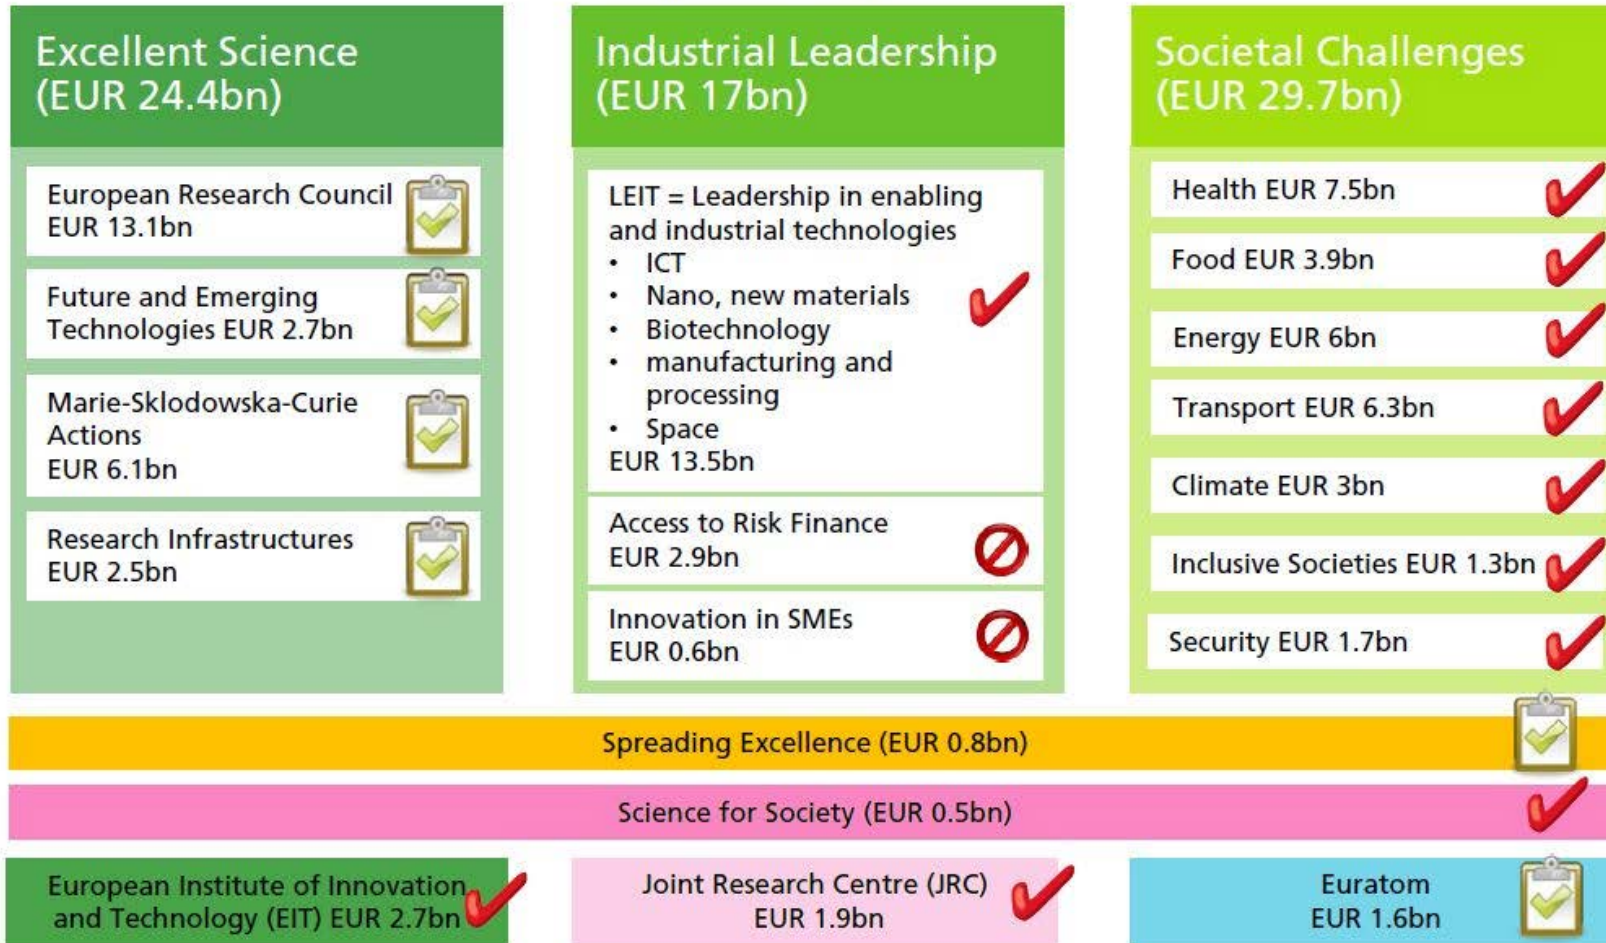 Excellent Science
(EUR 24.4bn)
European Research Council
EUR 13.1bn
Future and Emerging
Technologies EUR 2.7bn
Marie-Sklodowska-Curie
Actions
EUR 6.1bn
Research Infrastructures
EUR 2.5bn
Industrial Leadership
(EUR 17bn)
LEIT = Leadership in enabling
and industrial technologies
• ICT
• Nano, new materials
• Biotechnology
• manufacturing and
processing
• Space
EUR 13.5bn
Access to Risk Finance
EUR 2.9bn
Innovation in SMEs
EUR 0.6bn
Societal Challenges
(EUR 29.7bn)
Health EUR 7.5bn
Food EUR 3.9bn
Energy EUR 6bn
Transport EUR 6.3bn
Climate EUR 3bn
Inclusive Societies EUR 1.3bn
Security EUR 1.7bn
Spreading Excellence (EUR 0.8bn)
Science for Society (EUR 0.5bn)
European Institute of Innovation
and Technology (EIT) EUR 2.7bn
Joint Research Centre (JRC)
EUR 1.9bn
Euratom
EUR 1.6bn